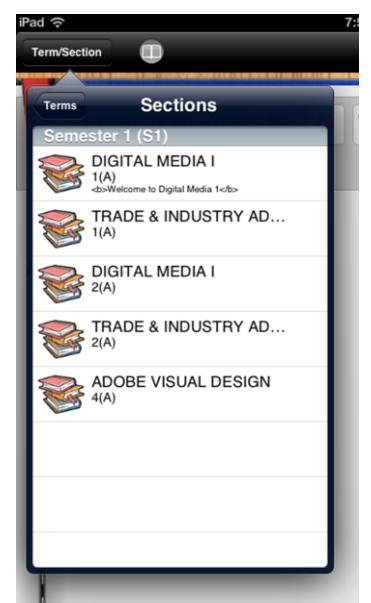 iPad 7:
Term/Section
Terms Sections
Semester 1 (S1)
DIGITAL MEDIA I
1(A)
<b>Welcome to Digital Media 1</b>
TRADE & INDUSTRY AD...
1(A)
DIGITAL MEDIA I
2(A)
TRADE & INDUSTRY AD...
2(A)
ADOBE VISUAL DESIGN
4(A)